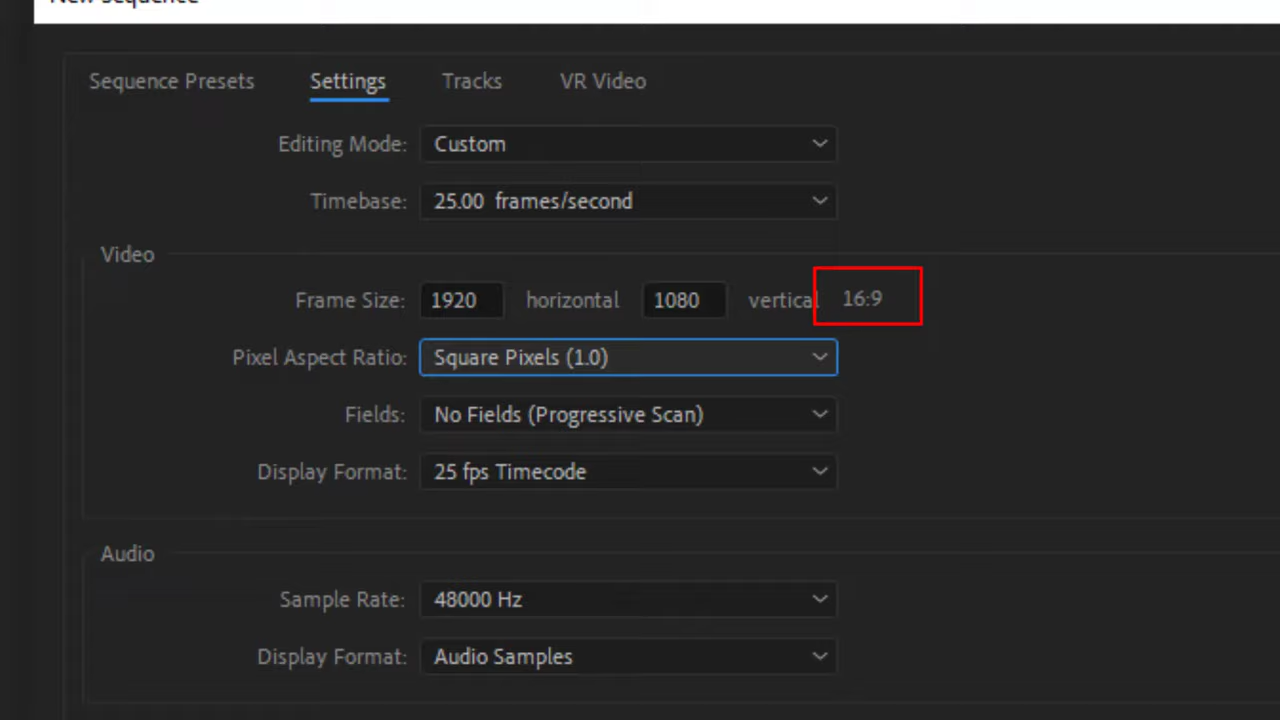 New Sequence
Sequence Presets Settings Tracks VR Video
Editing Mode: Custom
Timebase: 25.00 frames/second
Video
Frame Size: 1920 horizontal 1080 vertical 16:9
Pixel Aspect Ratio: Square Pixels (1.0)
Fields: No Fields (Progressive Scan)
Display Format: 25 fps Timecode
Audio
Sample Rate: 48000 Hz
Display Format: Audio Samples